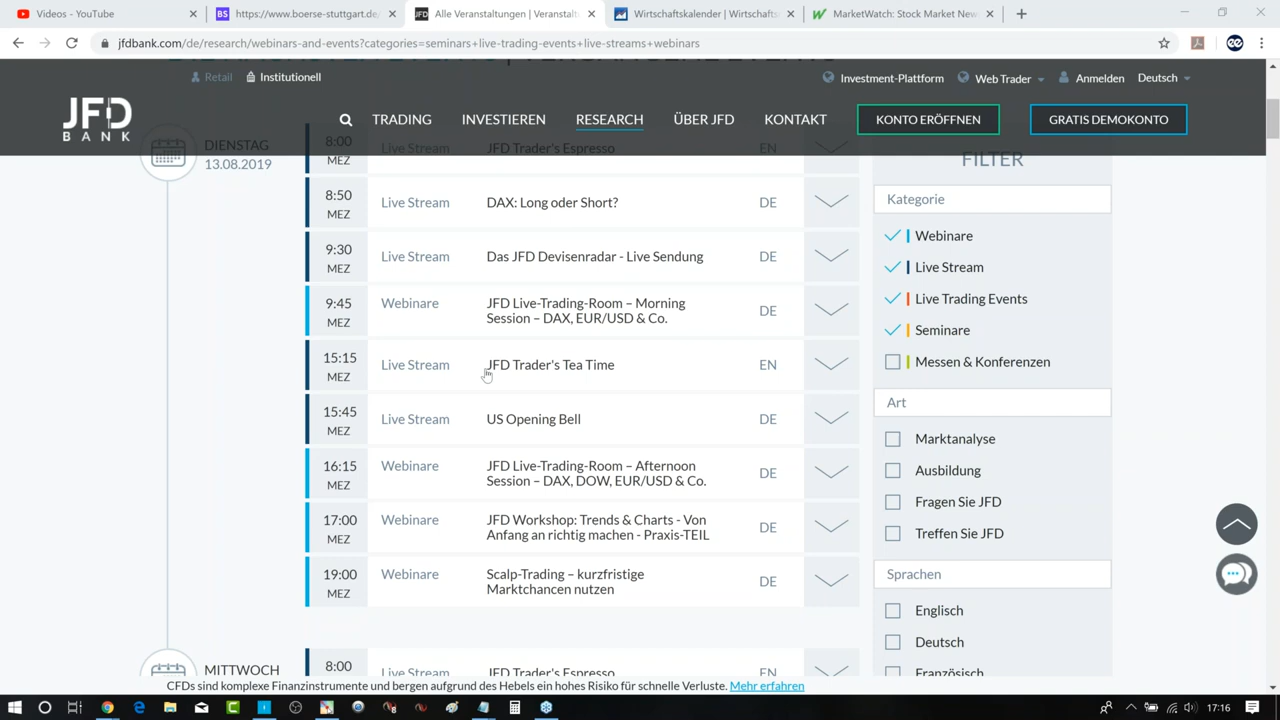 Videos - YouTube
BS https://www.boerse-stuttgart.de/
JFD Alle Veranstaltungen | Veranstalt
Wirtschaftskalender | Wirtschafts
MarketWatch: Stock Market New
jfdbank.com/de/research/webinars-and-events?categories=seminars+live-trading-events+live-streams+webinars
Retail Institutionell
Investment-Plattform Web Trader Anmelden Deutsch
JFD BANK
TRADING INVESTIEREN RESEARCH ÜBER JFD KONTAKT KONTO ERÖFFNEN GRATIS DEMOKONTO
DIENSTAG
13.08.2019
8:00 MEZ Live Stream JFD Trader's Espresso EN
8:50 MEZ Live Stream DAX: Long oder Short? DE
9:30 MEZ Live Stream Das JFD Devisenradar - Live Sendung DE
9:45 MEZ Webinare JFD Live-Trading-Room – Morning
Session – DAX, EUR/USD & Co. DE
15:15 MEZ Live Stream JFD Trader's Tea Time EN
15:45 MEZ Live Stream US Opening Bell DE
16:15 MEZ Webinare JFD Live-Trading-Room – Afternoon
Session – DAX, DOW, EUR/USD & Co. DE
17:00 MEZ Webinare JFD Workshop: Trends & Charts - Von
Anfang an richtig machen - Praxis-TEIL DE
19:00 MEZ Webinare Scalp-Trading – kurzfristige
Marktchancen nutzen DE
MITTWOCH
8:00 Live Stream JFD Trader's Espresso EN
FILTER
Kategorie
Webinare
Live Stream
Live Trading Events
Seminare
Messen & Konferenzen
Art
Marktanalyse
Ausbildung
Fragen Sie JFD
Treffen Sie JFD
Sprachen
Englisch
Deutsch
Französisch
CFDs sind komplexe Finanzinstrumente und bergen aufgrund des Hebels ein hohes Risiko für schnelle Verluste. Mehr erfahren
17:16